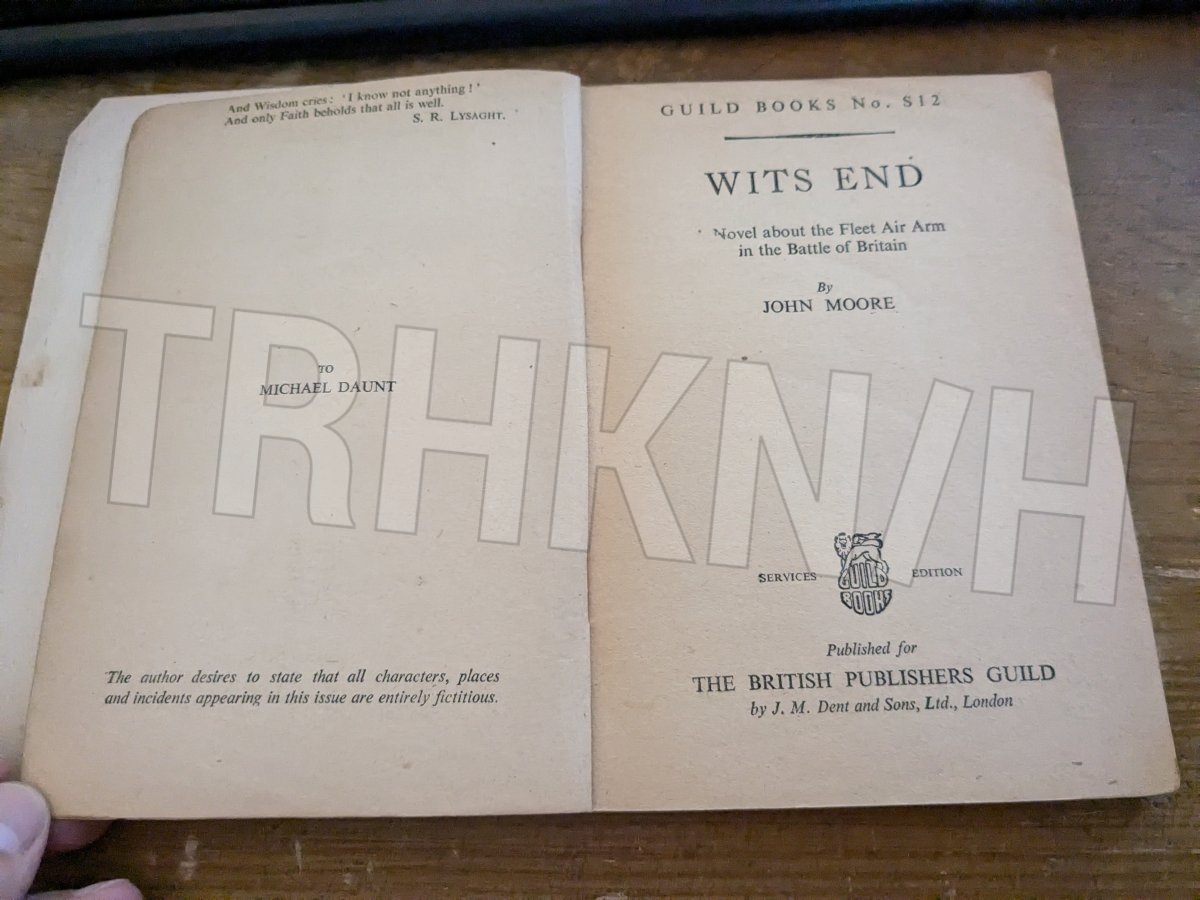 And Wisdom cries: 'I know not anything!'
And only Faith beholds that all is well.
S. R. LYSAGHT.
TO
MICHAEL DAUNT
The author desires to state that all characters, places
and incidents appearing in this issue are entirely fictitious.
GUILD BOOKS No. S12
WITS END
Novel about the Fleet Air Arm
in the Battle of Britain
By
JOHN MOORE
SERVICES GUILD BOOKS EDITION
Published for
THE BRITISH PUBLISHERS GUILD
by J. M. Dent and Sons, Ltd., London
TRHKN/H